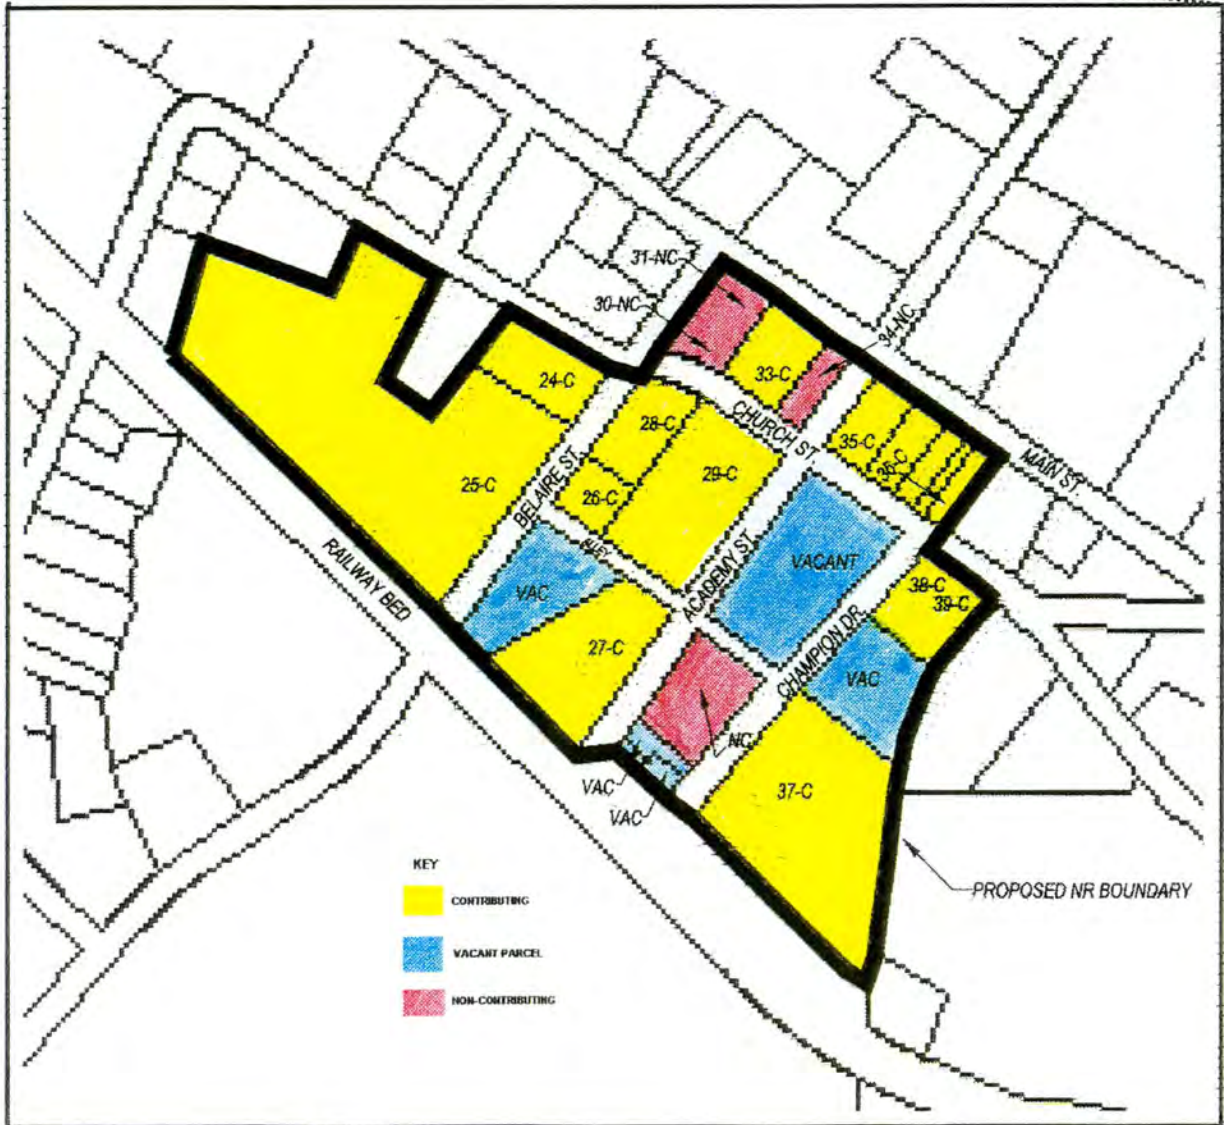 31-NC
30-NC
34-NC
33-C
24-C
CHURCH ST.
28-C
35-C
36-C
MAIN ST.
29-C
25-C
BELAIRE ST.
26-C
ALLEY
VACANT
ACADEMY ST.
RAILWAY BED
38-C
39-C
VAC
CHAMPION DR.
27-C
VAC
NC
VAC
VAC
37-C
KEY
CONTRIBUTING
VACANT PARCEL
NON-CONTRIBUTING
PROPOSED NR BOUNDARY